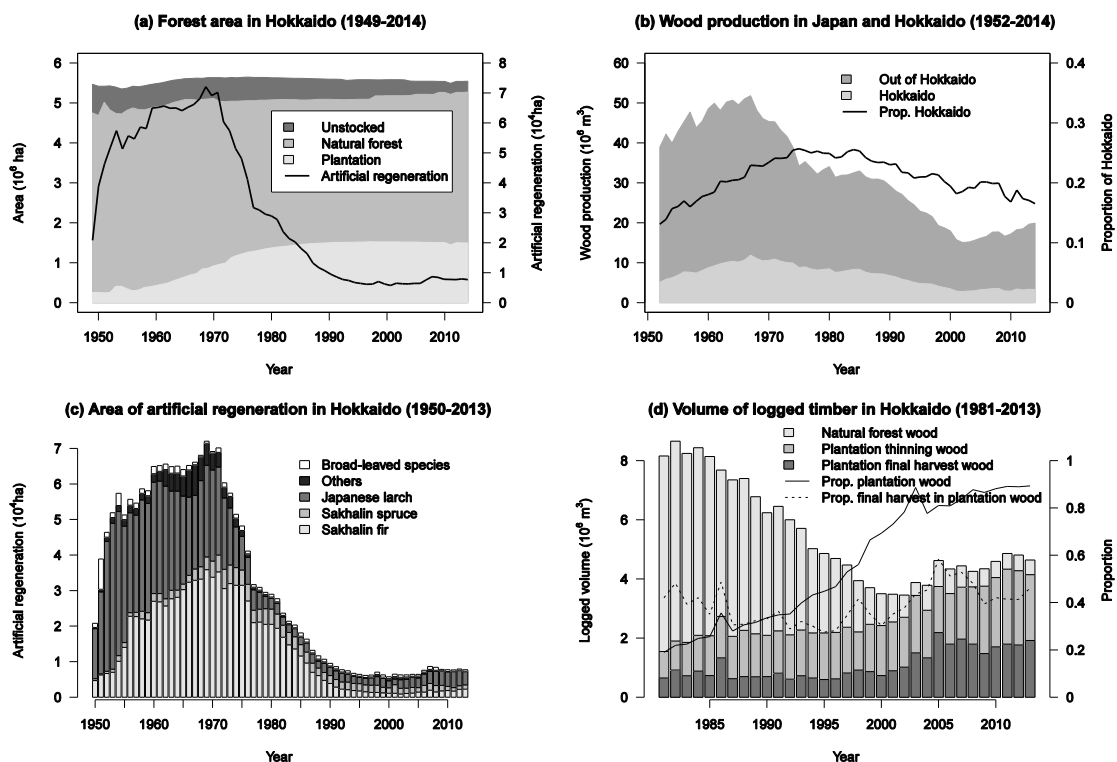 (a) Forest area in Hokkaido (1949-2014)
Area (10⁶ ha)
6
5
4
3
2
1
0
Unstocked
Natural forest
Plantation
Artificial regeneration
8
7
6
5
4
3
2
1
0
Artificial regeneration (10⁴ha)
1950 1960 1970 1980 1990 2000 2010
Year
(b) Wood production in Japan and Hokkaido (1952-2014)
Wood production (10⁶ m³)
60
50
40
30
20
10
0
Out of Hokkaido
Hokkaido
Prop. Hokkaido
0.4
0.3
0.2
0.1
0
Proportion of Hokkaido
1950 1960 1970 1980 1990 2000 2010
Year
(c) Area of artificial regeneration in Hokkaido (1950-2013)
Artificial regeneration (10⁴ha)
7
6
5
4
3
2
1
0
Broad-leaved species
Others
Japanese larch
Sakhalin spruce
Sakhalin fir
1950 1960 1970 1980 1990 2000 2010
Year
(d) Volume of logged timber in Hokkaido (1981-2013)
Logged volume (10⁶ m³)
8
6
4
2
0
Natural forest wood
Plantation thinning wood
Plantation final harvest wood
Prop. plantation wood
Prop. final harvest in plantation wood
1
0.8
0.6
0.4
0.2
0
Proportion
1985 1990 1995 2000 2005 2010
Year